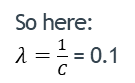 So here:
λ = 1/C = 0.1